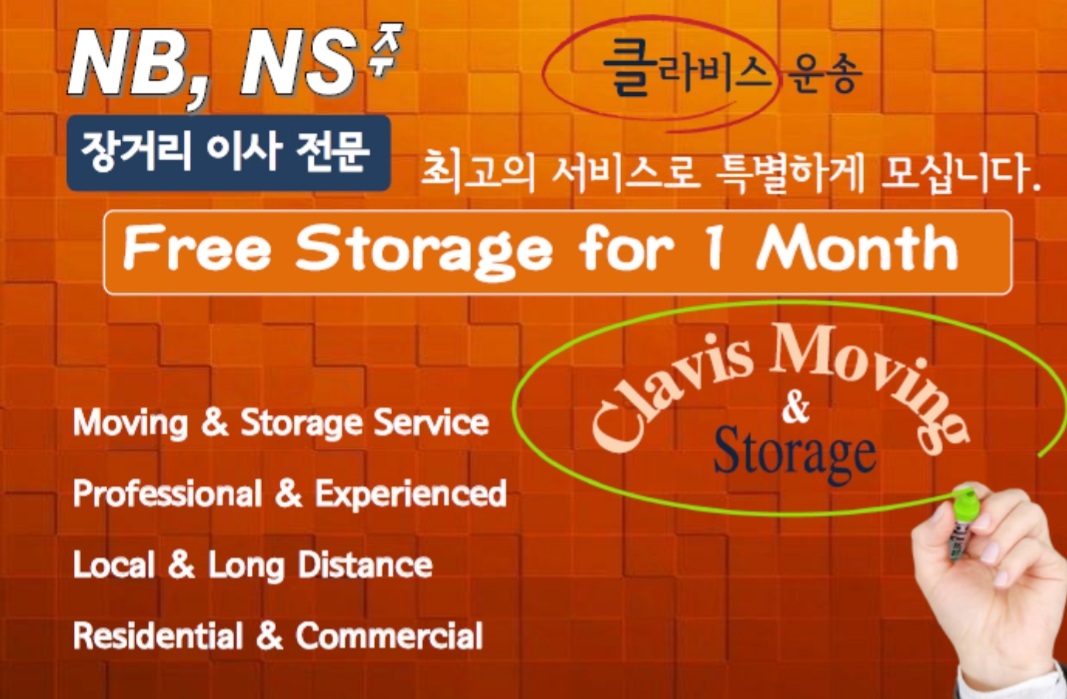 NB, NS주
클라비스 운송
장거리 이사 전문
최고의 서비스로 특별하게 모십니다.
Free Storage for 1 Month
Clavis Moving
&
Storage
Moving & Storage Service
Professional & Experienced
Local & Long Distance
Residential & Commercial